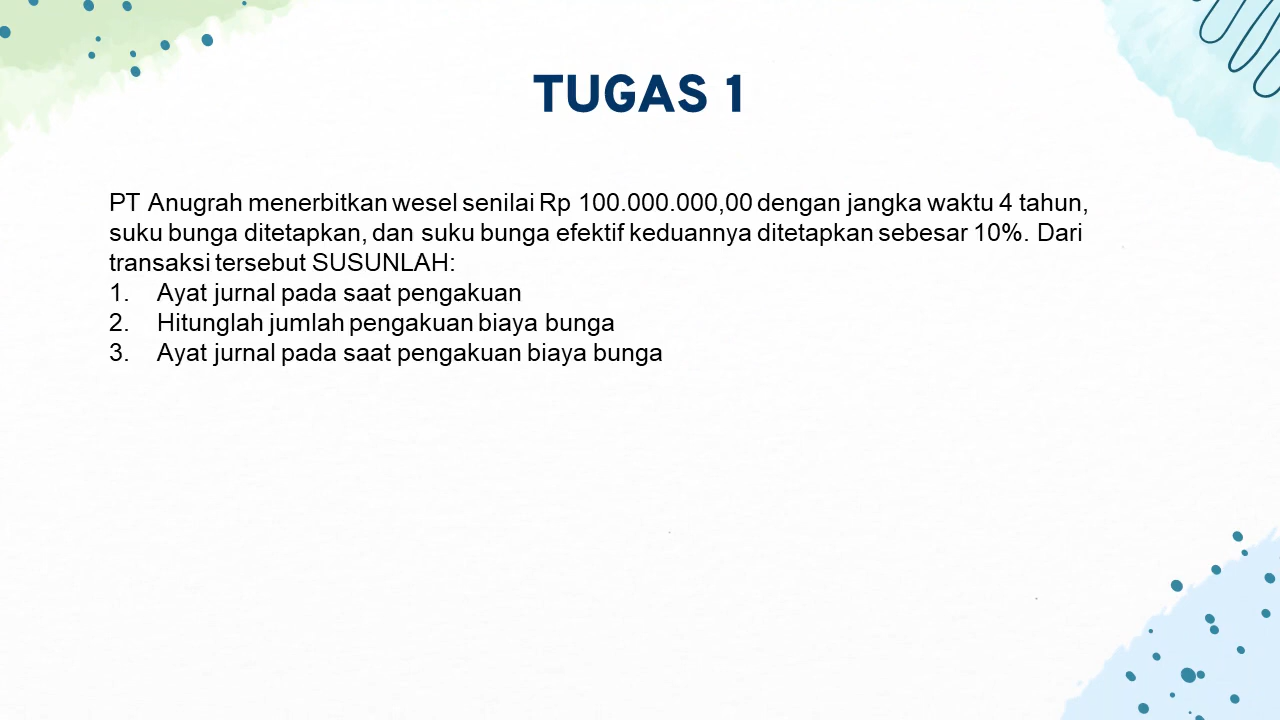 TUGAS 1
PT Anugrah menerbitkan wesel senilai Rp 100.000.000,00 dengan jangka waktu 4 tahun,
suku bunga ditetapkan, dan suku bunga efektif keduannya ditetapkan sebesar 10%. Dari
transaksi tersebut SUSUNLAH:
1. Ayat jurnal pada saat pengakuan
2. Hitunglah jumlah pengakuan biaya bunga
3. Ayat jurnal pada saat pengakuan biaya bunga